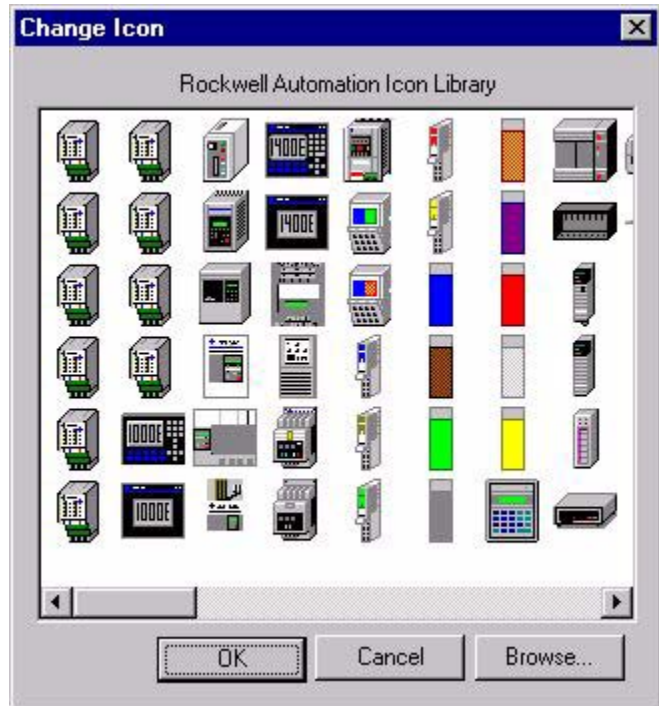 Change Icon
Rockwell Automation Icon Library
1400E
1400E
1000E
1000E
OK
Cancel
Browse...